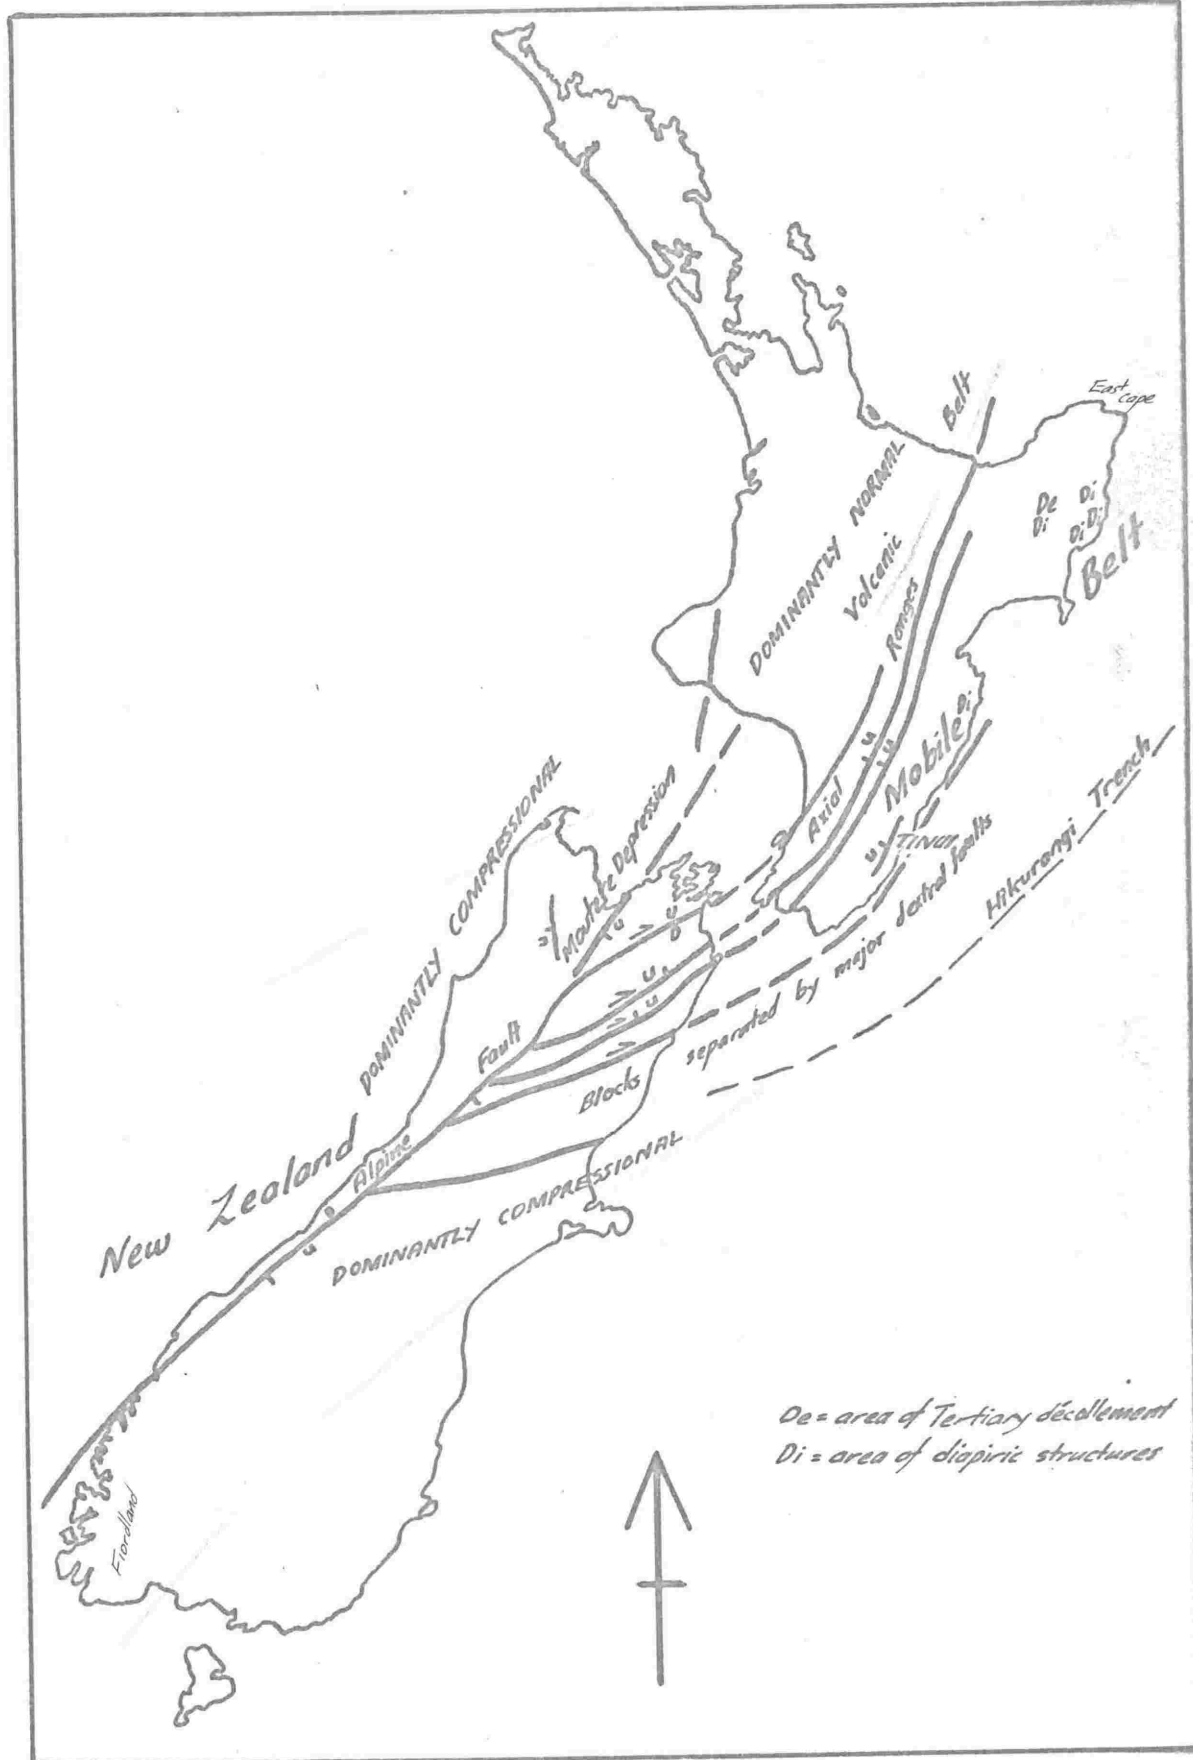 East
Cape
DOMINANTLY NORMAL
Volcanic
Belt
De
Di
Di
Di
Di
Axial Ranges
Mobile Belt
Di
Tinui
u
u
u
Hikurangi Trench
DOMINANTLY COMPRESSIONAL
Moutere Depression
u
u
u
D
u
u
Blocks separated by major dextral faults
New Zealand
Alpine Fault
D
u
DOMINANTLY COMPRESSIONAL
Fiordland
De = area of Tertiary décollement
Di = area of diapiric structures